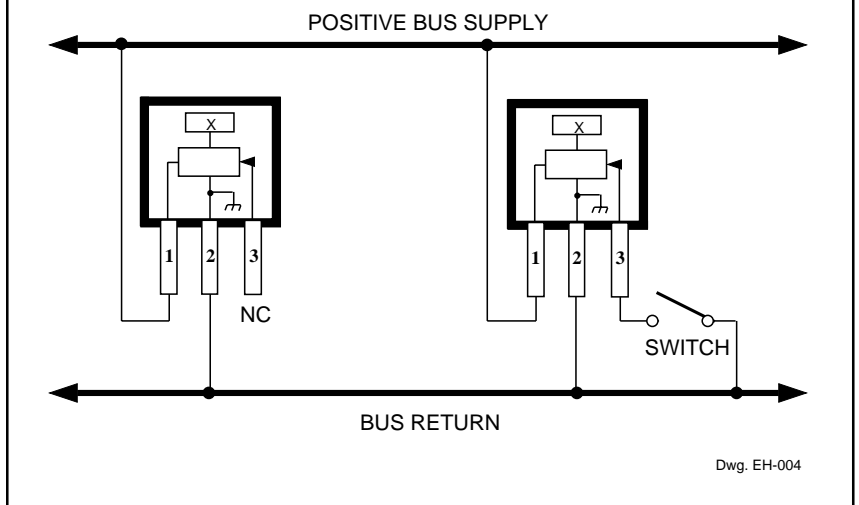 POSITIVE BUS SUPPLY
X
X
1 2 3
1 2 3
NC
SWITCH
BUS RETURN
Dwg. EH-004